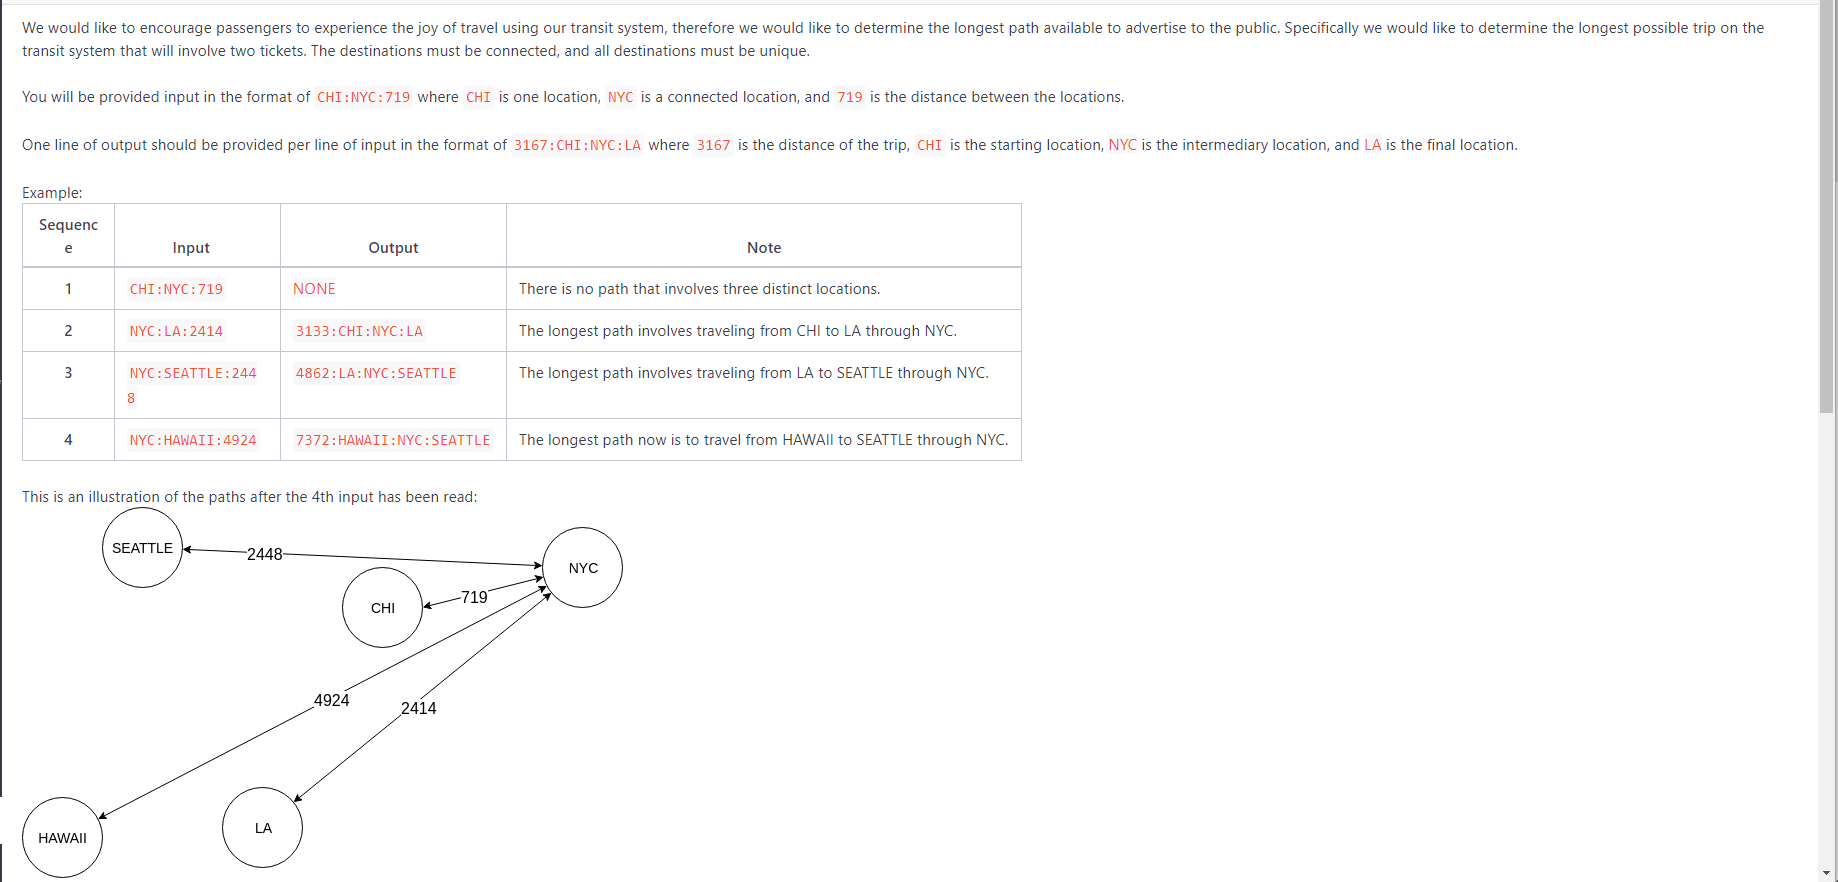 We would like to encourage passengers to experience the joy of travel using our transit system, therefore we would like to determine the longest path available to advertise to the public. Specifically we would like to determine the longest possible trip on the
transit system that will involve two tickets. The destinations must be connected, and all destinations must be unique.
You will be provided input in the format of CHI:NYC:719 where CHI is one location, NYC is a connected location, and 719 is the distance between the locations.
One line of output should be provided per line of input in the format of 3167:CHI:NYC:LA where 3167 is the distance of the trip, CHI is the starting location, NYC is the intermediary location, and LA is the final location.
Example:
Sequenc
e Input Output Note
1 CHI:NYC:719 NONE There is no path that involves three distinct locations.
2 NYC:LA:2414 3133:CHI:NYC:LA The longest path involves traveling from CHI to LA through NYC.
3 NYC:SEATTLE:244 4862:LA:NYC:SEATTLE The longest path involves traveling from LA to SEATTLE through NYC.
8
4 NYC:HAWAII:4924 7372:HAWAII:NYC:SEATTLE The longest path now is to travel from HAWAII to SEATTLE through NYC.
This is an illustration of the paths after the 4th input has been read:
SEATTLE
2448
NYC
CHI
719
4924
2414
LA
HAWAII